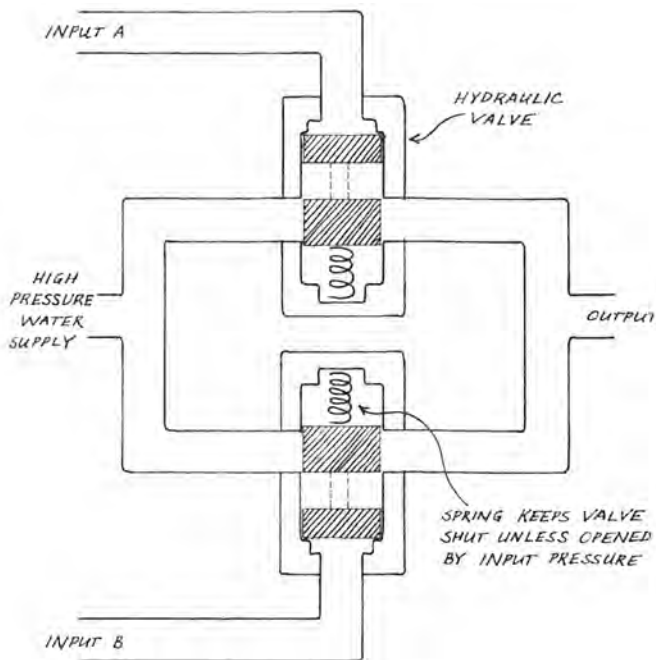 INPUT A
HYDRAULIC
VALVE
HIGH
PRESSURE
WATER
SUPPLY
OUTPUT
SPRING KEEPS VALVE
SHUT UNLESS OPENED
BY INPUT PRESSURE
INPUT B